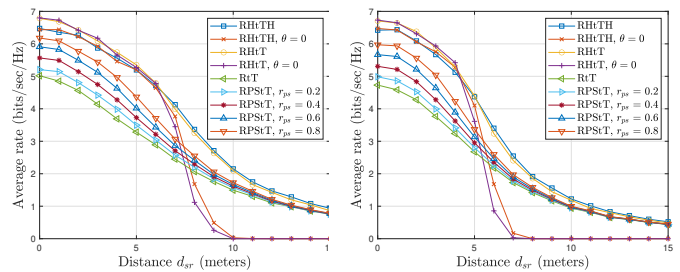 7
6
5
4
3
2
1
0
Average rate (bits/sec/Hz)
RHtTH
RHtTH, θ = 0
RHtT
RHtT, θ = 0
RtT
RPStT, r_ps = 0.2
RPStT, r_ps = 0.4
RPStT, r_ps = 0.6
RPStT, r_ps = 0.8
0 5 10
Distance d_sr (meters)
7
6
5
4
3
2
1
0
Average rate (bits/sec/Hz)
RHtTH
RHtTH, θ = 0
RHtT
RHtT, θ = 0
RtT
RPStT, r_ps = 0.2
RPStT, r_ps = 0.4
RPStT, r_ps = 0.6
RPStT, r_ps = 0.8
0 5 10 15
Distance d_sr (meters)